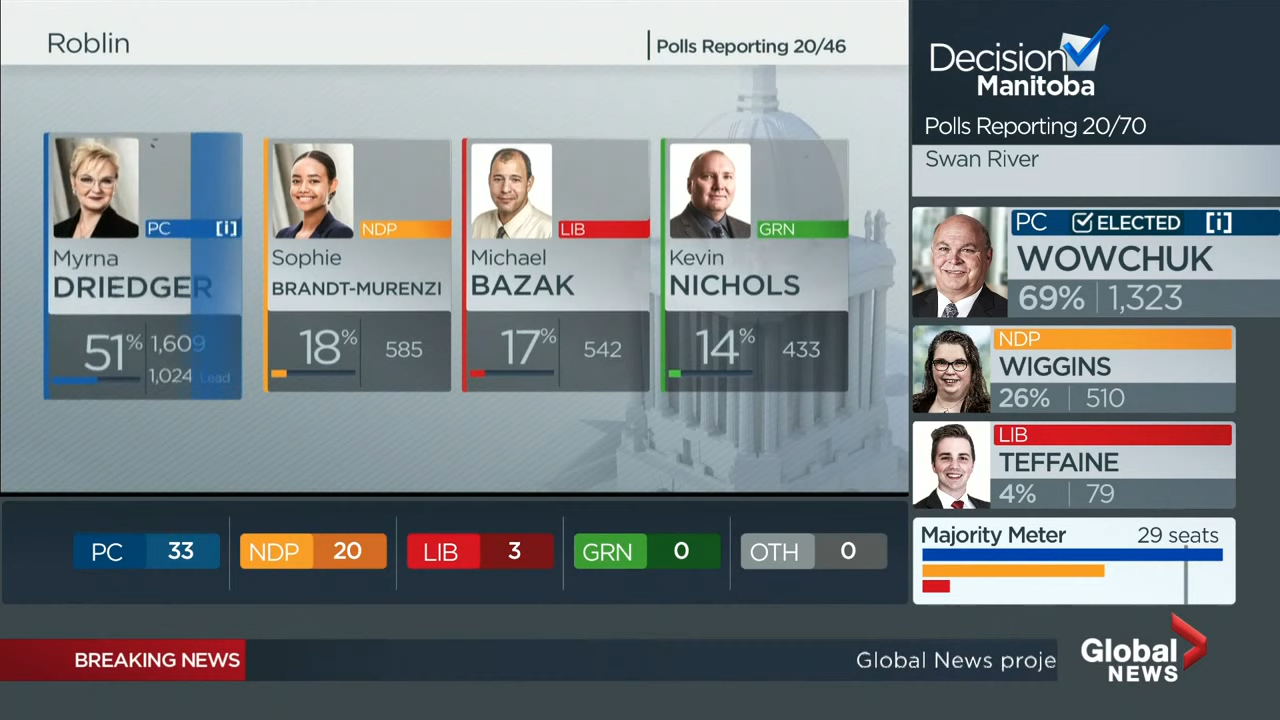 Roblin
Polls Reporting 20/46
PC [i]
Myrna
DRIEDGER
51% 1,609
1,024 Lead
NDP
Sophie
BRANDT-MURENZI
18% 585
LIB
Michael
BAZAK
17% 542
GRN
Kevin
NICHOLS
14% 433
PC 33
NDP 20
LIB 3
GRN 0
OTH 0
Decision
Manitoba
Polls Reporting 20/70
Swan River
PC ELECTED [i]
WOWCHUK
69% 1,323
NDP
WIGGINS
26% 510
LIB
TEFFAINE
4% 79
Majority Meter 29 seats
BREAKING NEWS
Global News proje
Global
NEWS